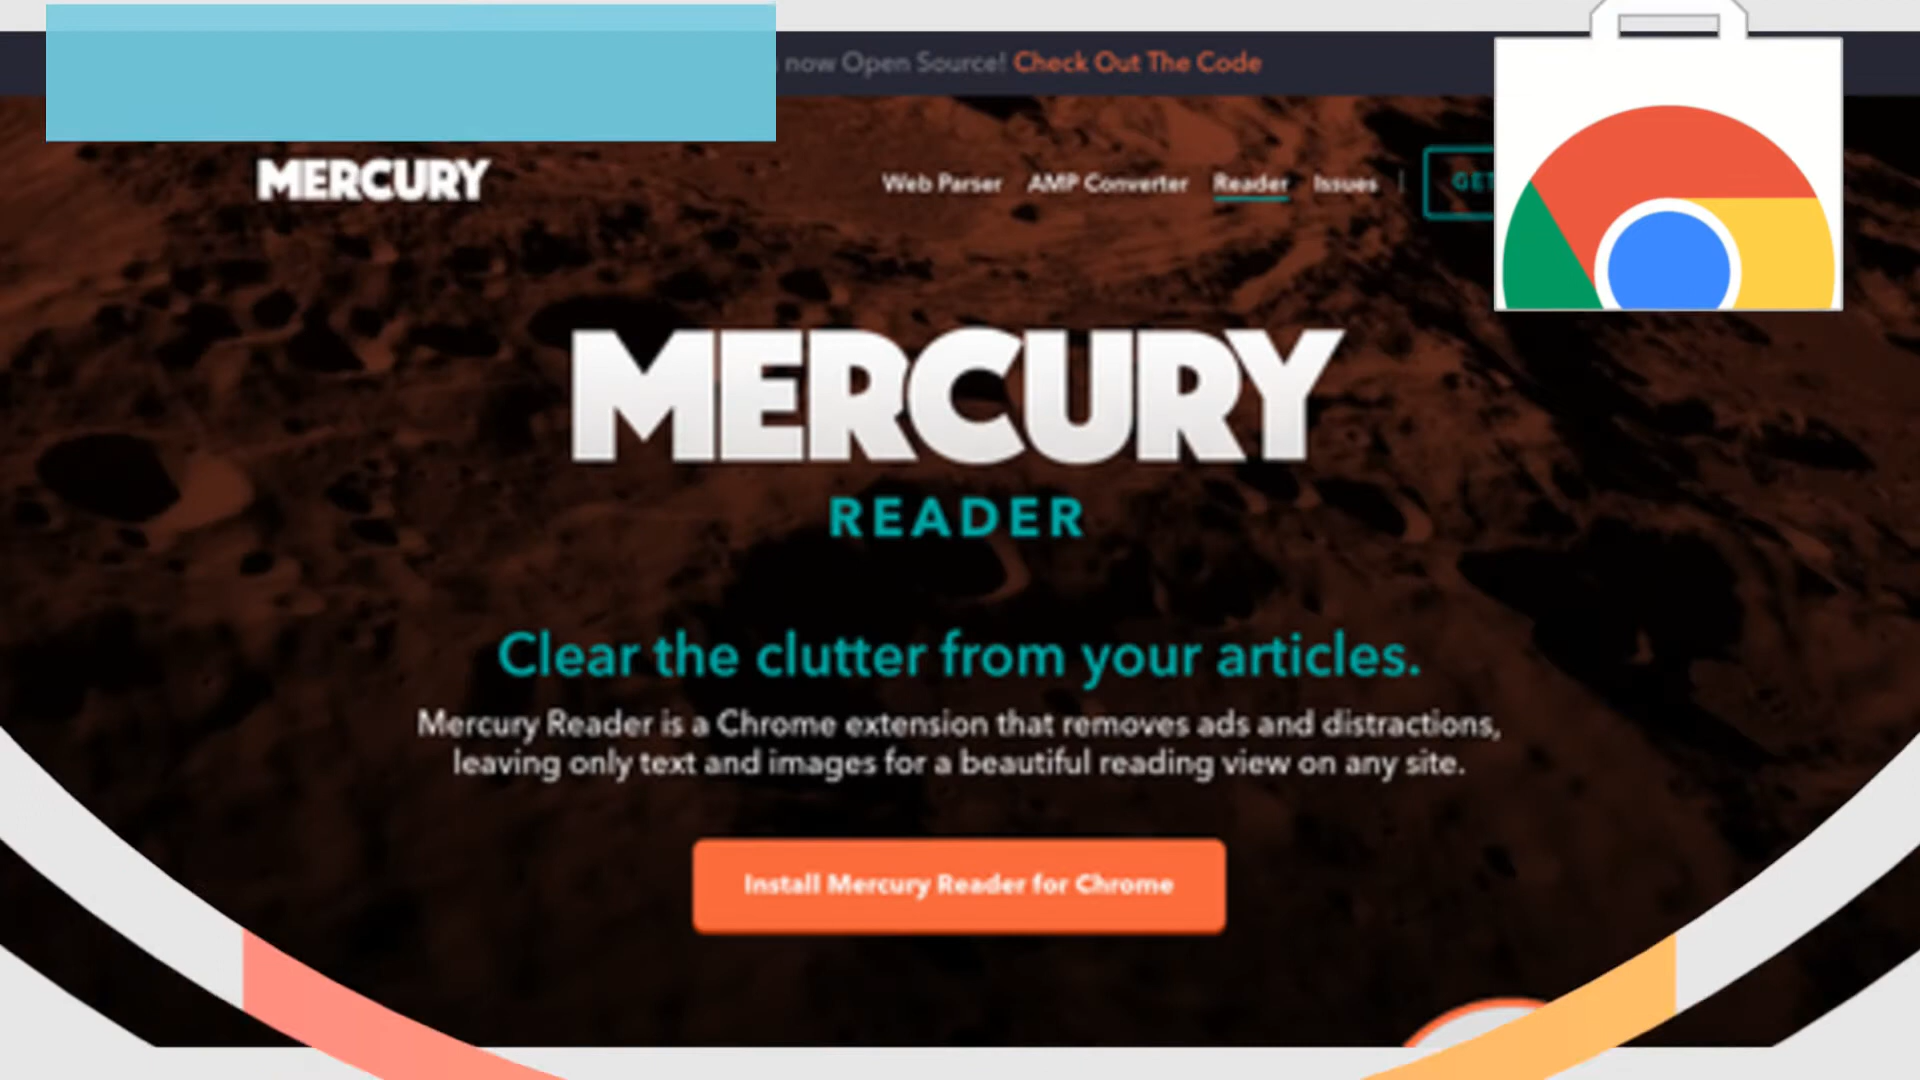 now Open Source! Check Out The Code
MERCURY
Web Parser AMP Converter Reader Issues
MERCURY
READER
Clear the clutter from your articles.
Mercury Reader is a Chrome extension that removes ads and distractions,
leaving only text and images for a beautiful reading view on any site.
Install Mercury Reader for Chrome